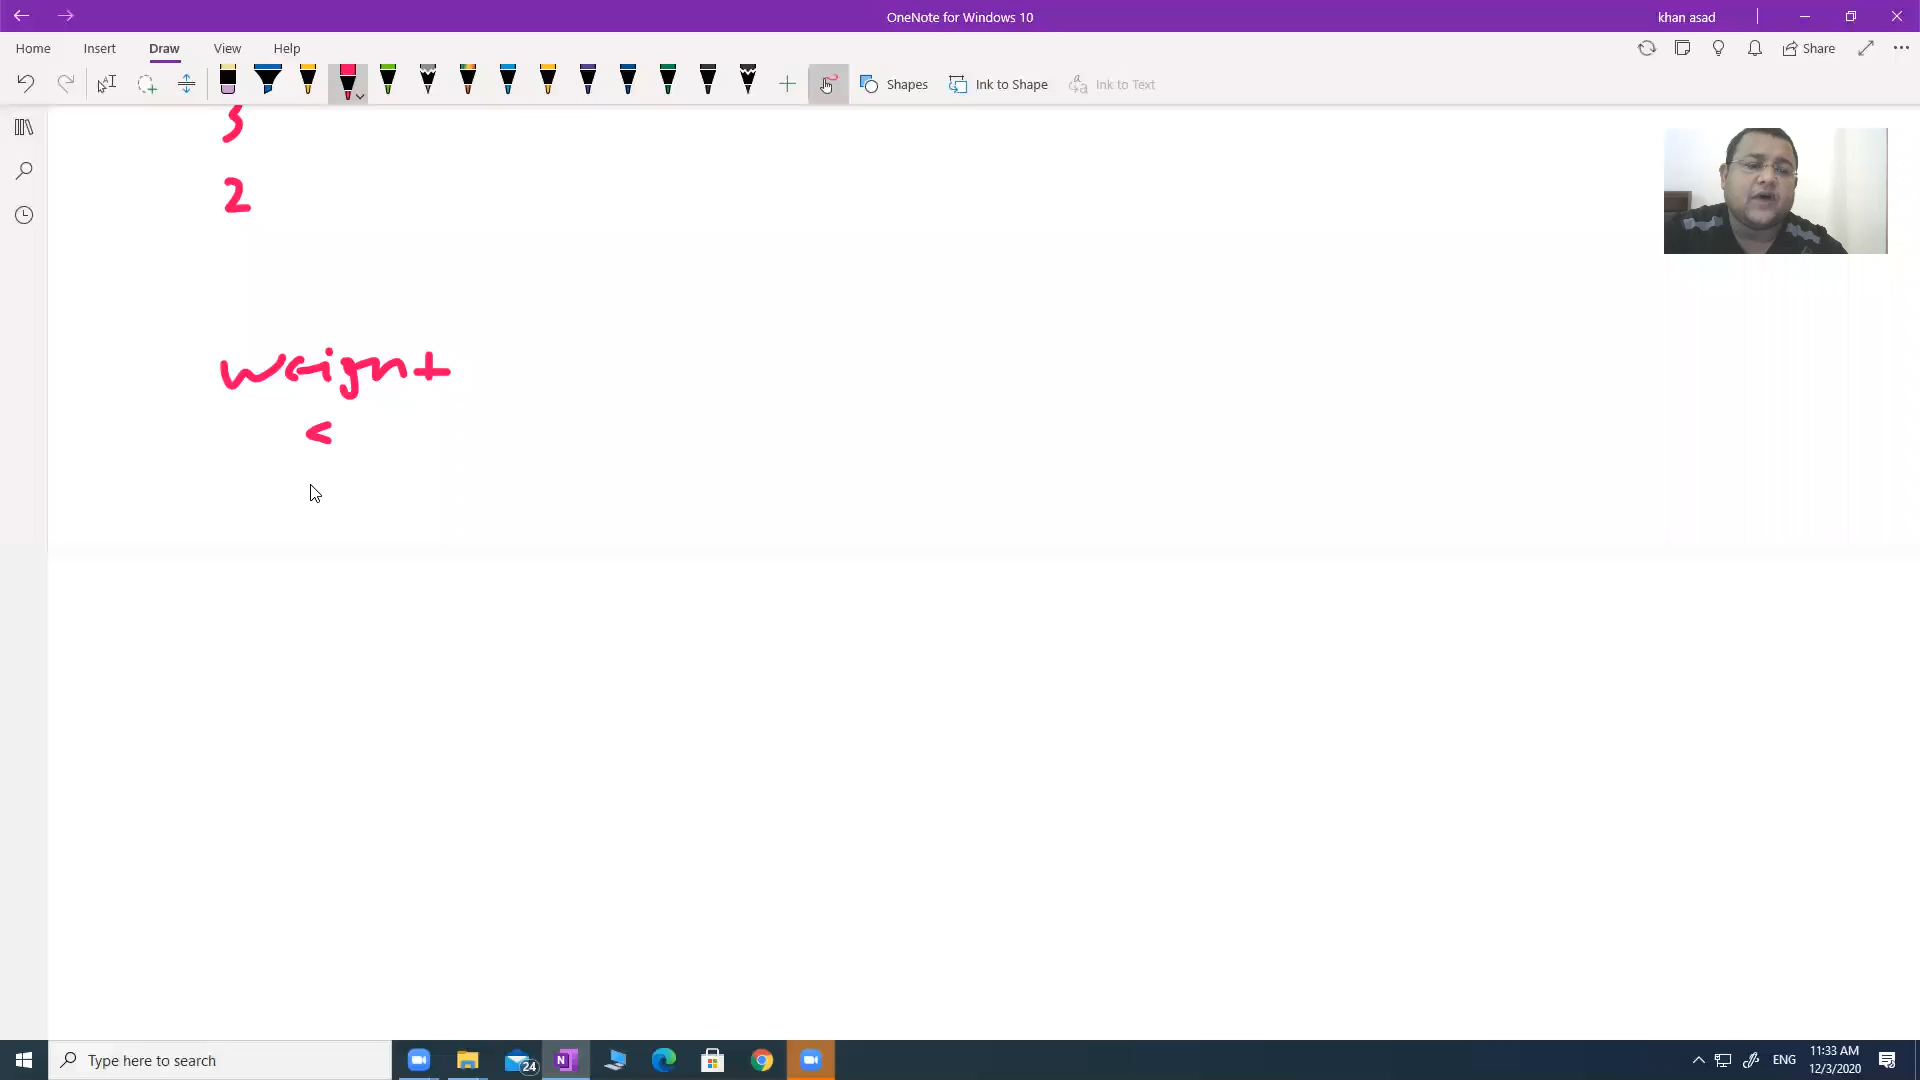 OneNote for Windows 10
khan asad
Home Insert Draw View Help
Share
Shapes Ink to Shape Ink to Text
2
weight
<
Type here to search
24
N
ENG
11:33 AM
12/3/2020